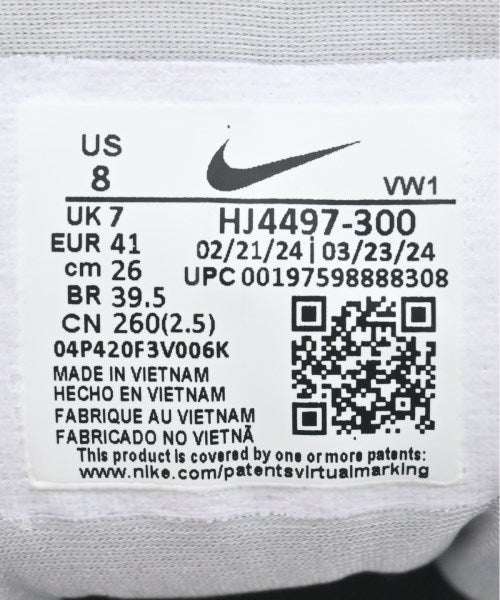 US
8
VW1
UK 7
HJ4497-300
EUR 41
02/21/24 | 03/23/24
cm 26
UPC 00197598888308
BR 39.5
CN 260(2.5)
04P420F3V006K
MADE IN VIETNAM
HECHO EN VIETNAM
FABRIQUE AU VIETNAM
FABRICADO NO VIETNÃ
This product is covered by one or more patents:
www.nike.com/patentsvirtualmarking